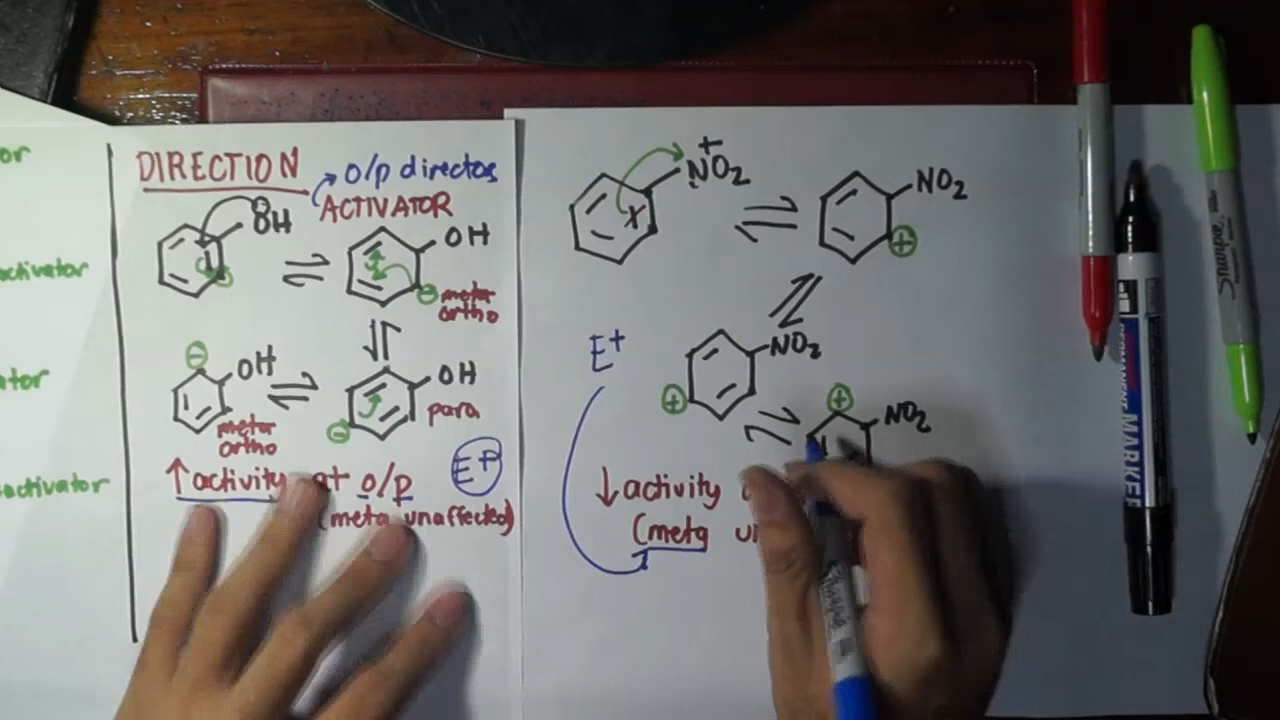 or
activator
ator
activator
DIRECTION
o/p directos
ACTIVATOR
OH
OH
meta
ortho
OH
meta
ortho
OH
para
↑ activity at o/p
(meta unaffected)
E+
NO2
+
NO2
+
NO2
+
NO2
+
E+
↓ activity
(meta
Sharpie
PERMANENT MARKER